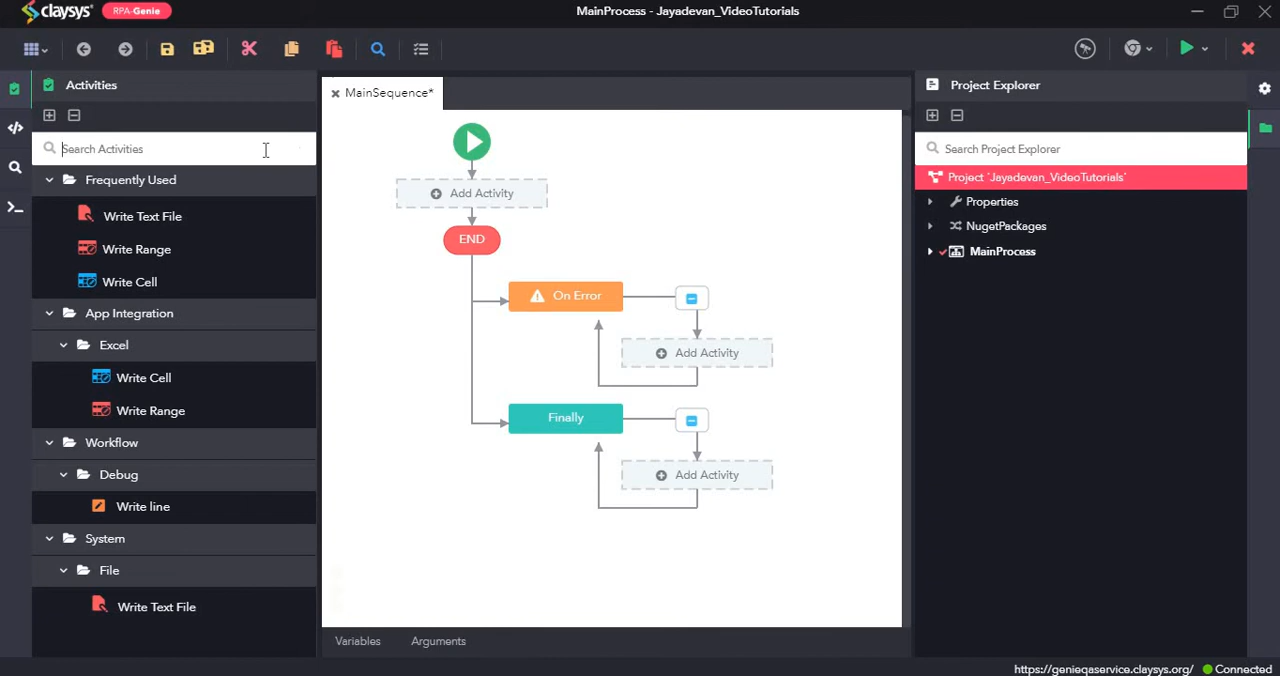 claysys RPA-Genie
MainProcess - Jayadevan_VideoTutorials
Activities
Search Activities
Frequently Used
Write Text File
Write Range
Write Cell
App Integration
Excel
Write Cell
Write Range
Workflow
Debug
Write line
System
File
Write Text File
MainSequence*
Add Activity
END
On Error
Add Activity
Finally
Add Activity
Variables Arguments
Project Explorer
Search Project Explorer
Project 'Jayadevan_VideoTutorials'
Properties
NugetPackages
MainProcess
https://genieqaservice.claysys.org/ Connected